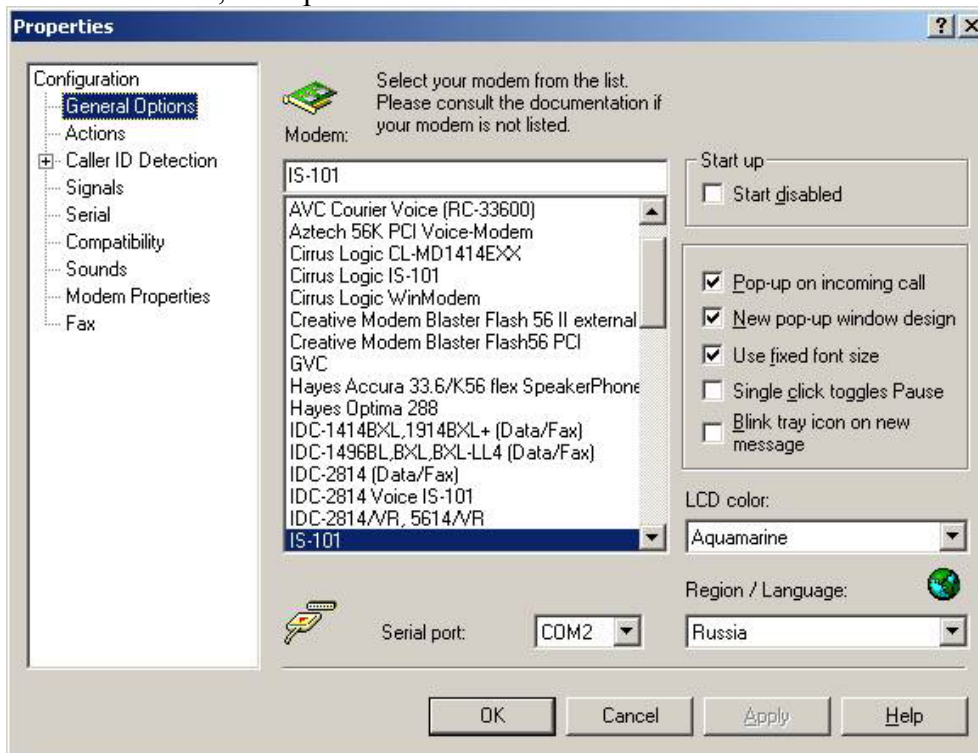 Properties
Configuration
General Options
Actions
Caller ID Detection
Signals
Serial
Compatibility
Sounds
Modem Properties
Fax
Select your modem from the list.
Please consult the documentation if
your modem is not listed.
Modem:
IS-101
AVC Courier Voice (RC-33600)
Aztech 56K PCI Voice-Modem
Cirrus Logic CL-MD1414EXX
Cirrus Logic IS-101
Cirrus Logic WinModem
Creative Modem Blaster Flash 56 II external
Creative Modem Blaster Flash56 PCI
GVC
Hayes Accura 33.6/K56 flex SpeakerPhone
Hayes Optima 288
IDC-1414BXL,1914BXL+ (Data/Fax)
IDC-1496BL,BXL,BXL-LL4 (Data/Fax)
IDC-2814 (Data/Fax)
IDC-2814 Voice IS-101
IDC-2814/VR, 5614/VR
IS-101
Serial port:
COM2
Start up
Start disabled
Pop-up on incoming call
New pop-up window design
Use fixed font size
Single click toggles Pause
Blink tray icon on new
message
LCD color:
Aquamarine
Region / Language:
Russia
OK
Cancel
Apply
Help